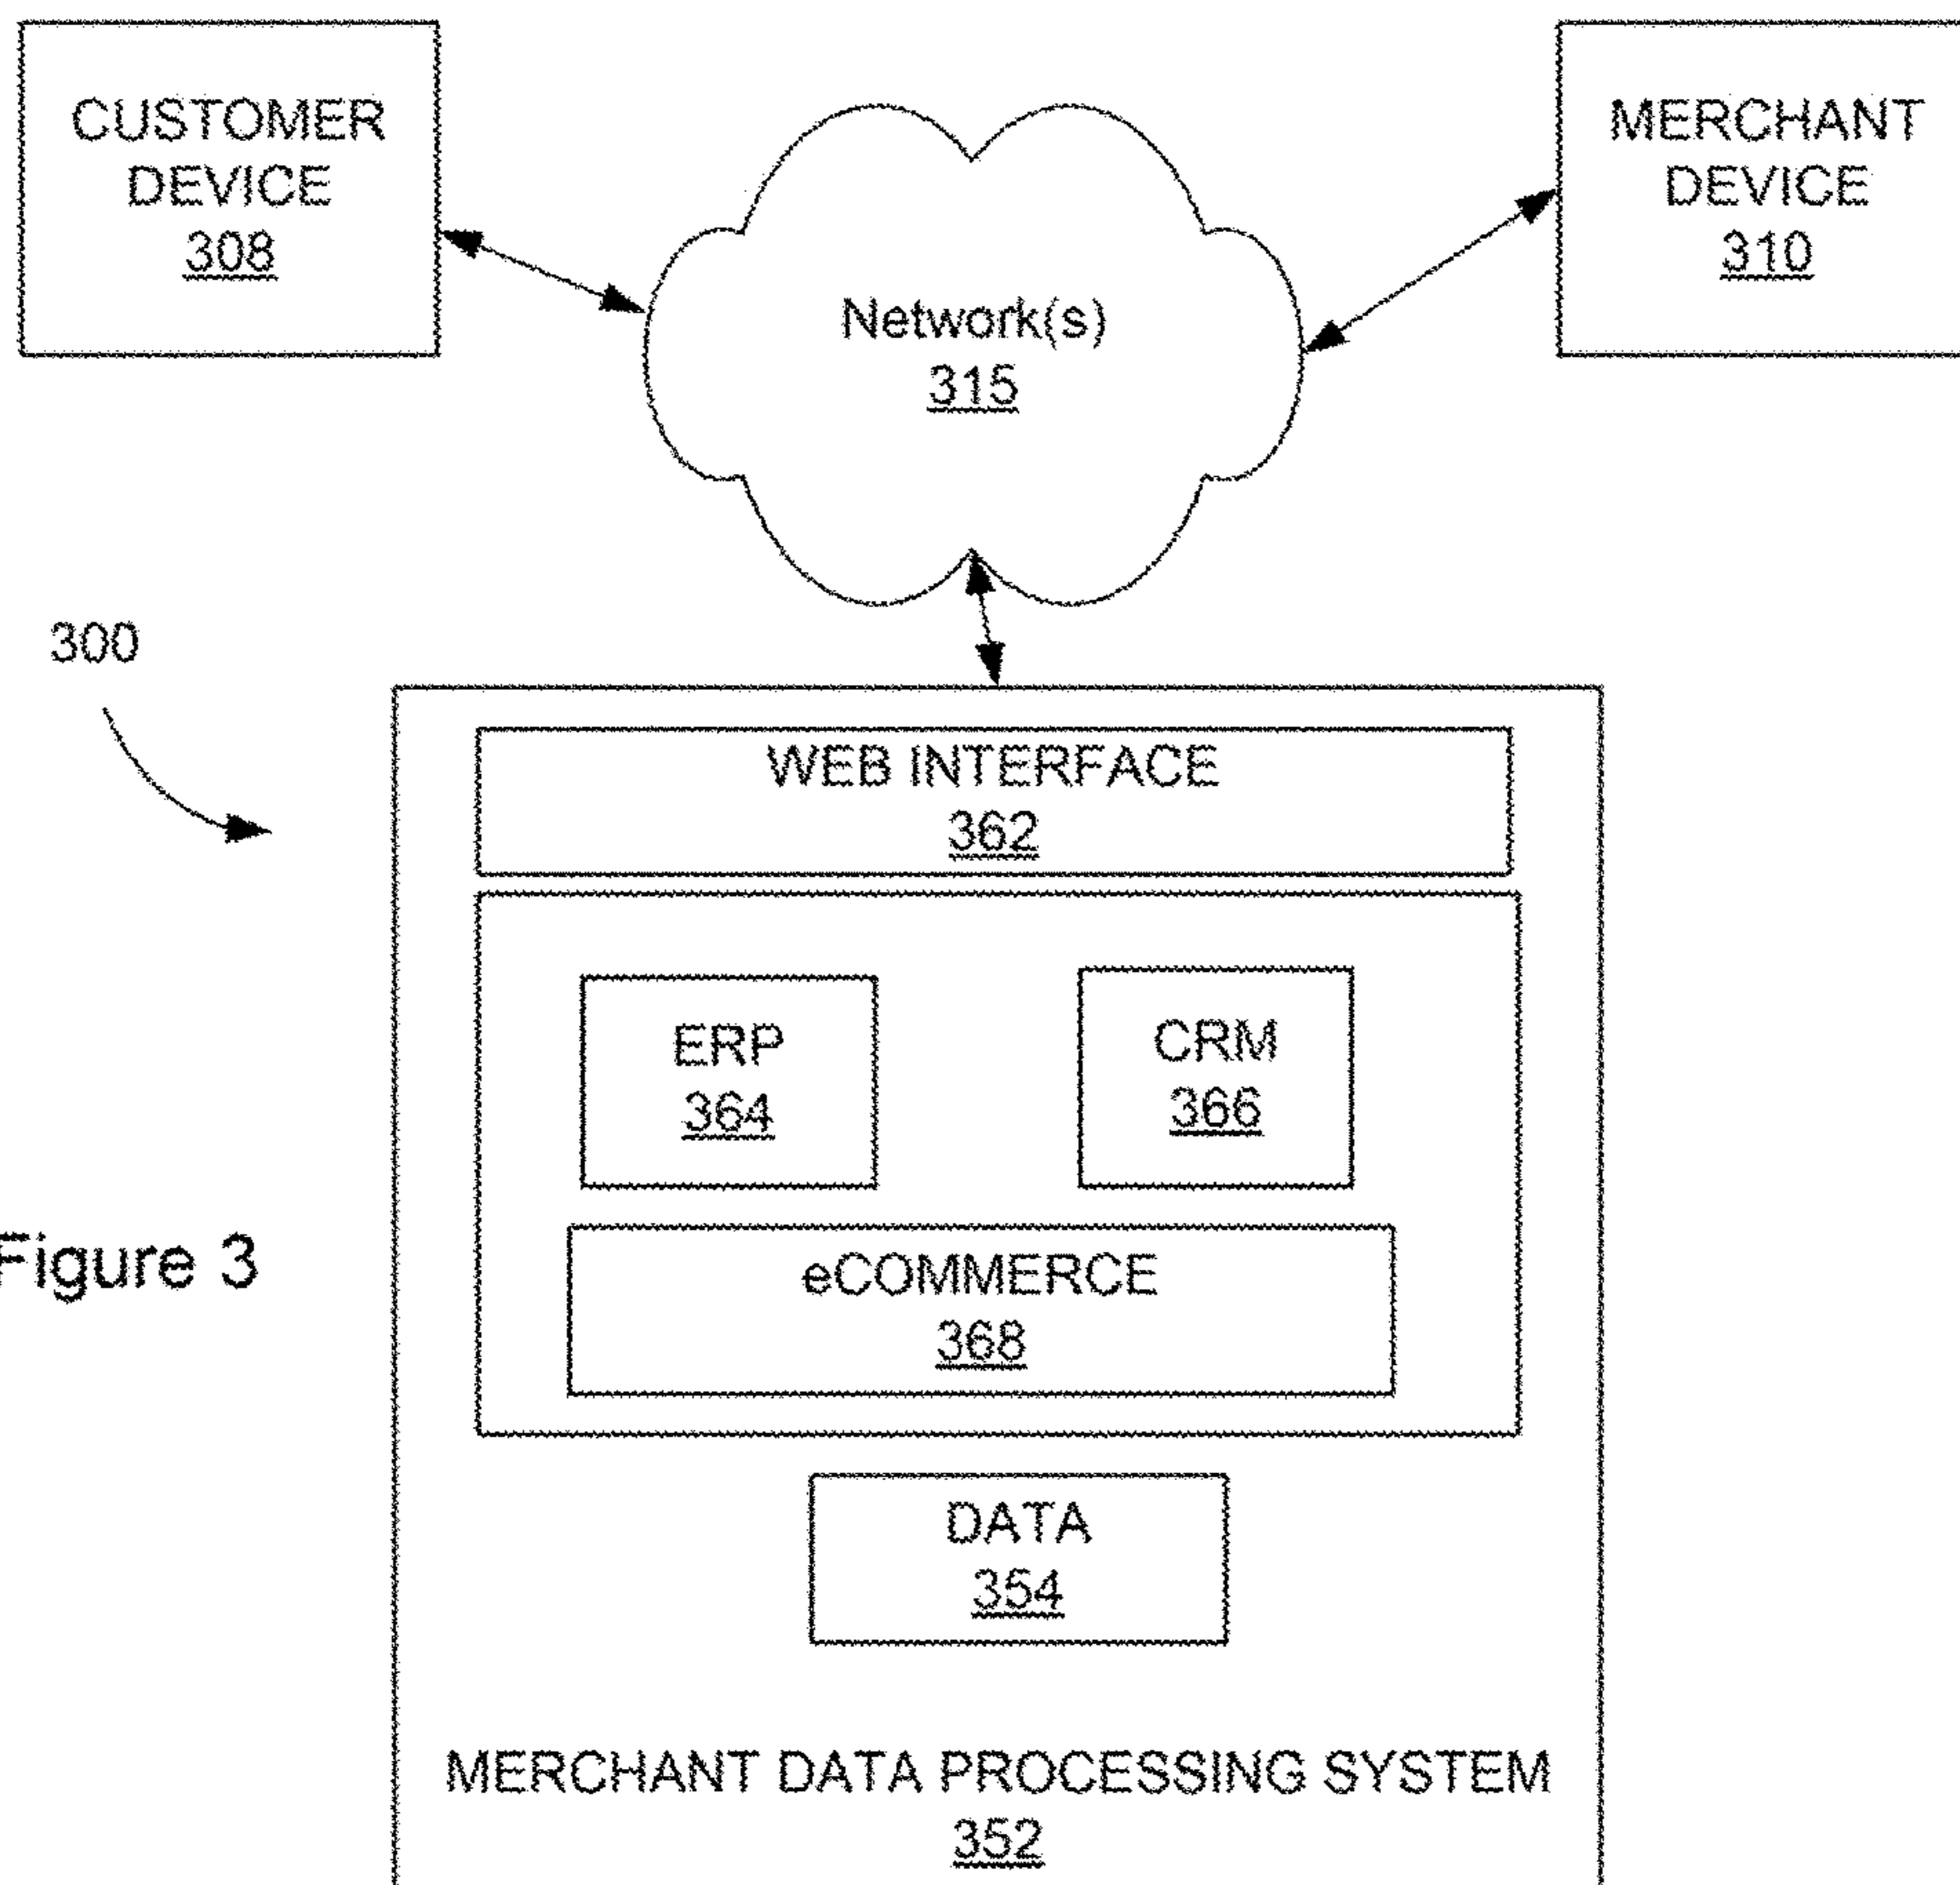 CUSTOMER
DEVICE
308
MERCHANT
DEVICE
310
Network(s)
315
300
WEB INTERFACE
362
ERP
364
CRM
366
eCOMMERCE
368
Figure 3
DATA
354
MERCHANT DATA PROCESSING SYSTEM
352